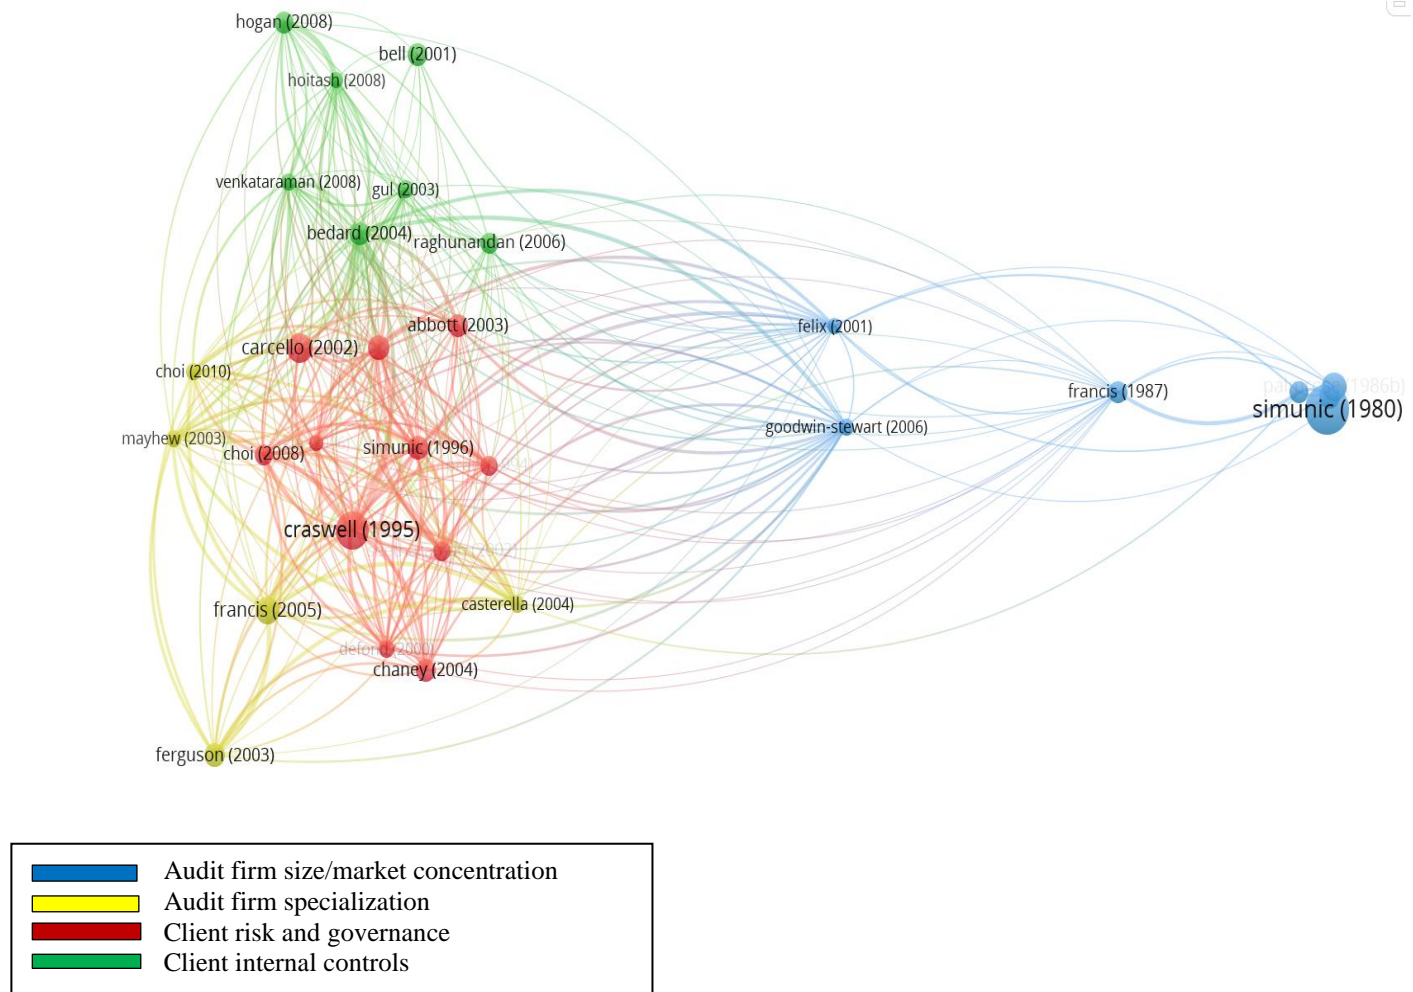 hogan (2008)
bell (2001)
hoitash (2008)
venkataraman (2008)
gul (2003)
bedard (2004)
raghunandan (2006)
abbott (2003)
felix (2001)
carcello (2002)
choi (2010)
francis (1987)
simunic (1980)
goodwin-stewart (2006)
mayhew (2003)
choi (2008)
simunic (1996)
craswell (1995)
francis (2005)
casterella (2004)
defond (2000)
chaney (2004)
ferguson (2003)
Audit firm size/market concentration
Audit firm specialization
Client risk and governance
Client internal controls